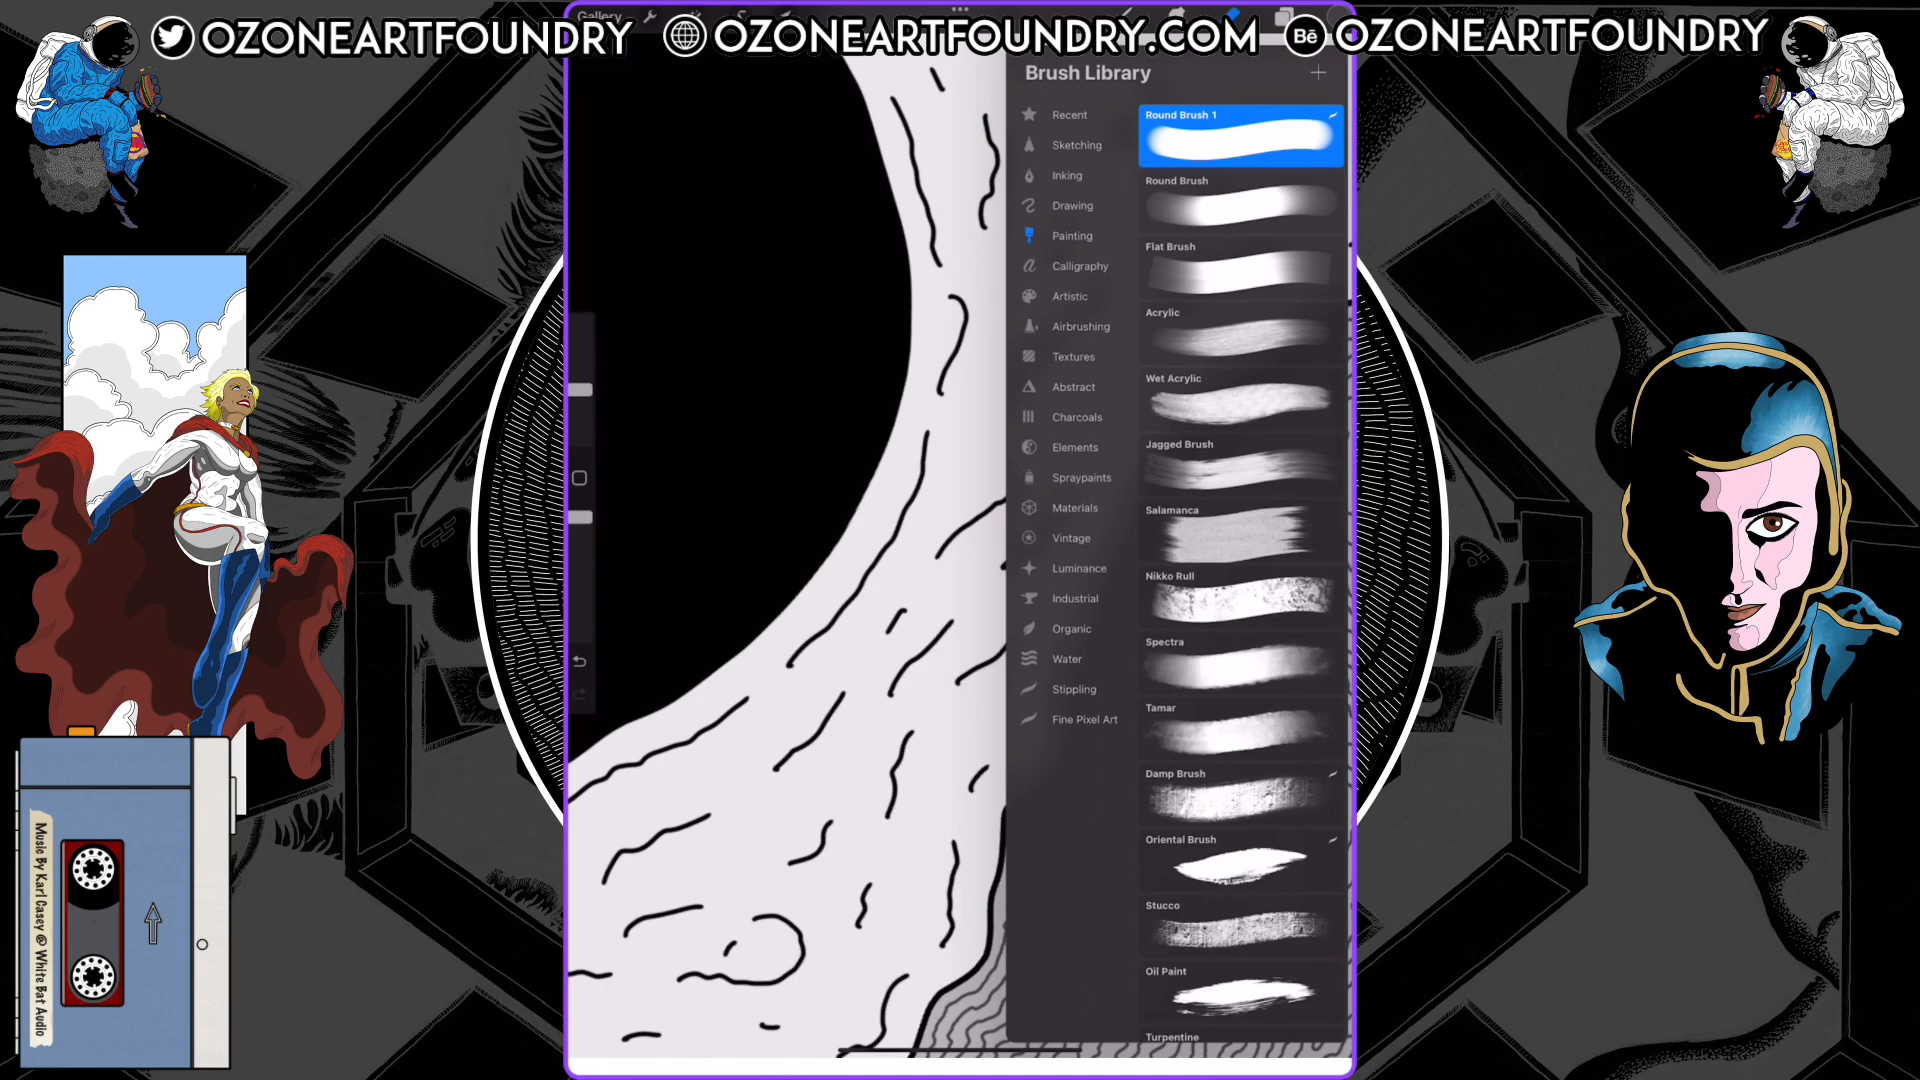 OZONEARTFOUNDRY OZONEARTFOUNDRY.COM Bē OZONEARTFOUNDRY
Gallery
Brush Library
Recent
Sketching
Inking
Drawing
Painting
Calligraphy
Artistic
Airbrushing
Textures
Abstract
Charcoals
Elements
Spraypaints
Materials
Vintage
Luminance
Industrial
Organic
Water
Stippling
Fine Pixel Art
Round Brush 1
Round Brush
Flat Brush
Acrylic
Wet Acrylic
Jagged Brush
Salamanca
Nikko Rull
Spectra
Tamar
Damp Brush
Oriental Brush
Stucco
Oil Paint
Turpentine
Music By Karl Casey @ White Bat Audio